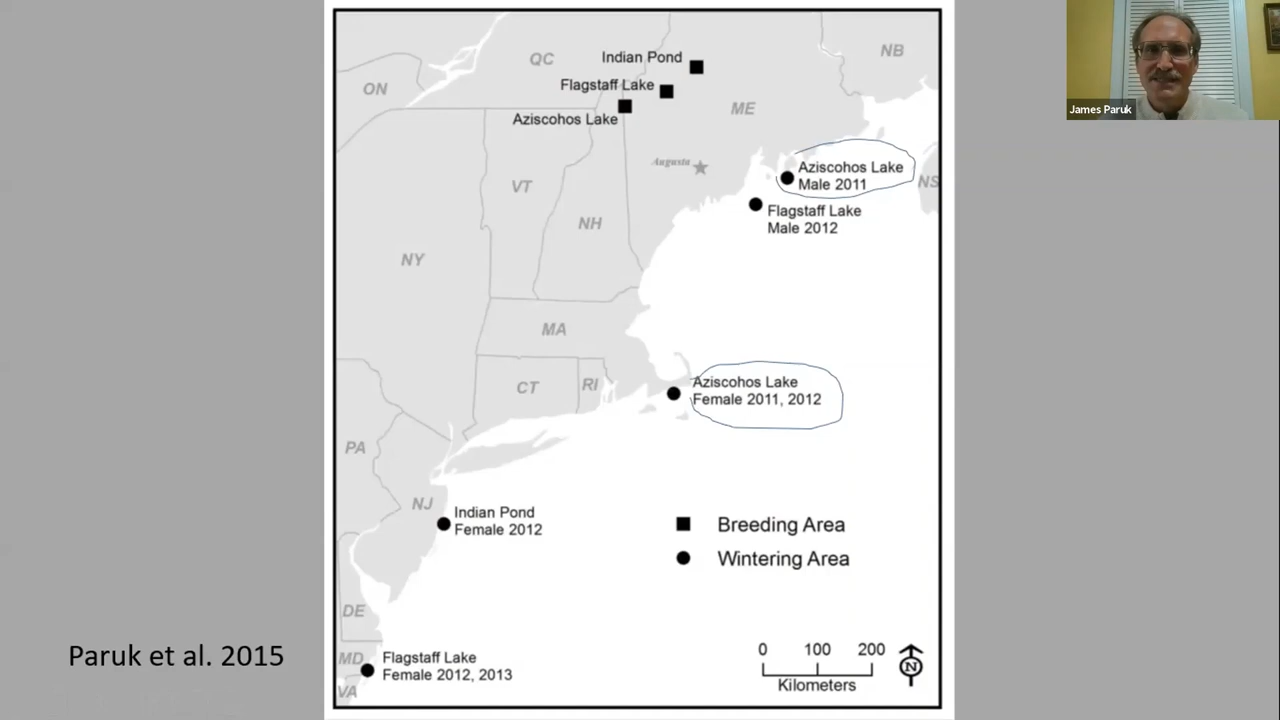 James Paruk
QC
NB
ON
ME
Indian Pond
Flagstaff Lake
Aziscohos Lake
Augusta
Aziscohos Lake
Male 2011
NS
Flagstaff Lake
Male 2012
VT
NH
NY
MA
CT
RI
Aziscohos Lake
Female 2011, 2012
PA
NJ
Indian Pond
Female 2012
Breeding Area
Wintering Area
DE
MD
VA
Flagstaff Lake
Female 2012, 2013
0 100 200
Kilometers
N
Paruk et al. 2015